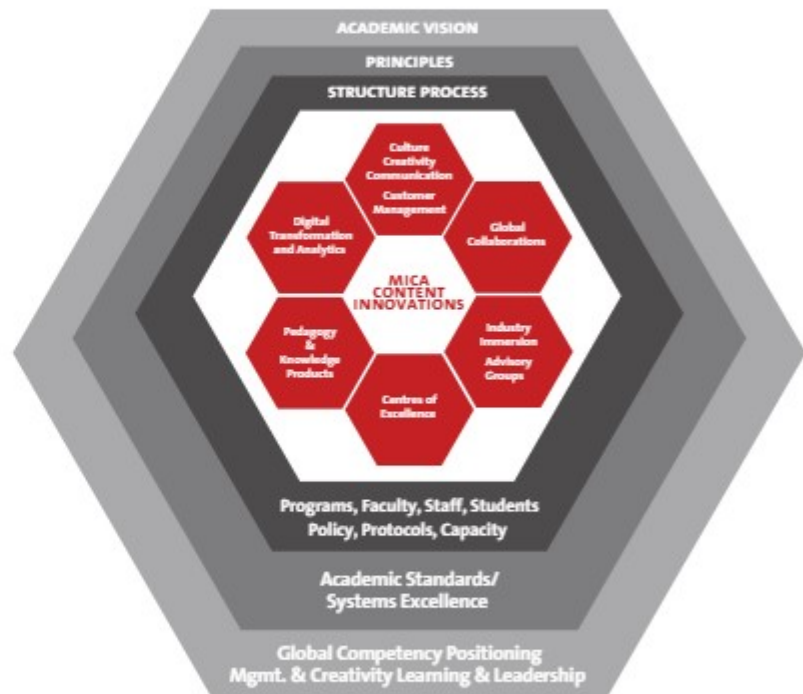 ACADEMIC VISION
PRINCIPLES
STRUCTURE PROCESS
Culture
Creativity
Communication
Customer
Management
Digital
Transformation
and Analytics
Global
Collaborations
MICA
CONTENT
INNOVATIONS
Pedagogy
&
Knowledge
Products
Industry
Immersion
Advisory
Groups
Centres of
Excellence
Programs, Faculty, Staff, Students
Policy, Protocols, Capacity
Academic Standards/
Systems Excellence
Global Competency Positioning
Mgmt. & Creativity Learning & Leadership